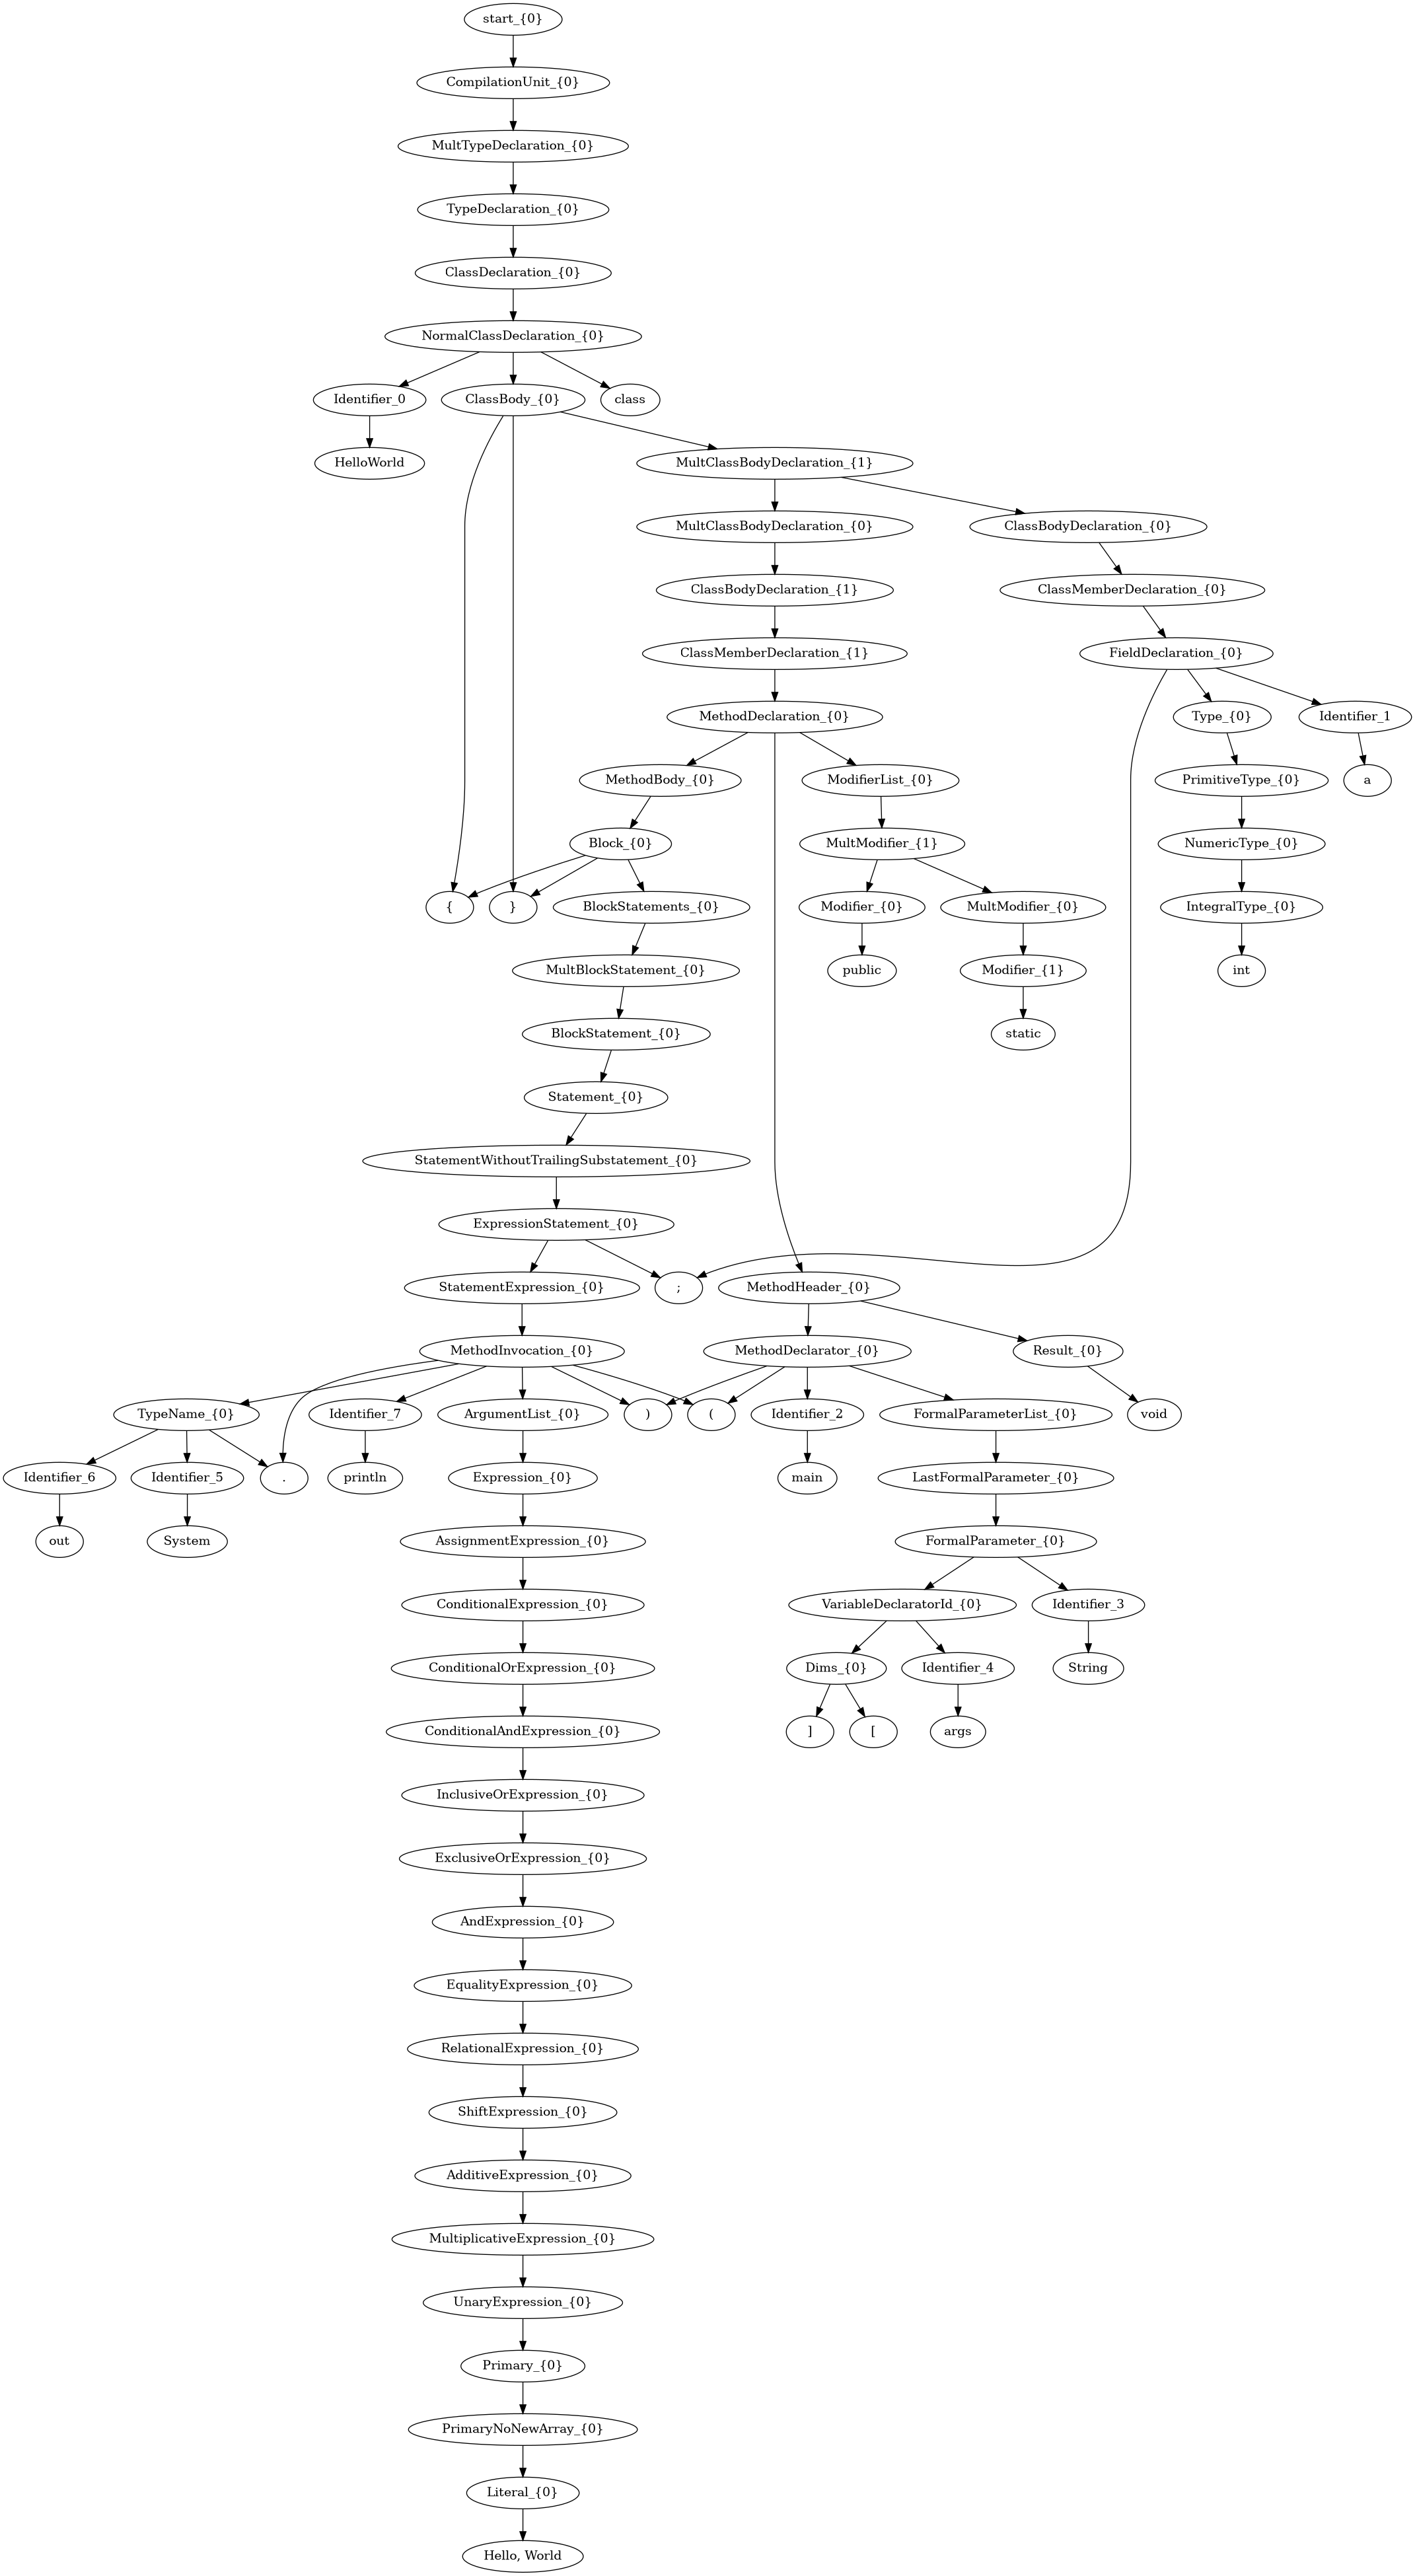 start_{0}
CompilationUnit_{0}
MultTypeDeclaration_{0}
TypeDeclaration_{0}
ClassDeclaration_{0}
NormalClassDeclaration_{0}
Identifier_0
ClassBody_{0}
class
HelloWorld
MultClassBodyDeclaration_{1}
MultClassBodyDeclaration_{0}
ClassBodyDeclaration_{0}
ClassBodyDeclaration_{1}
ClassMemberDeclaration_{0}
ClassMemberDeclaration_{1}
FieldDeclaration_{0}
MethodDeclaration_{0}
Type_{0}
Identifier_1
MethodBody_{0}
ModifierList_{0}
PrimitiveType_{0}
a
Block_{0}
MultModifier_{1}
NumericType_{0}
{
}
BlockStatements_{0}
Modifier_{0}
MultModifier_{0}
IntegralType_{0}
MultBlockStatement_{0}
public
Modifier_{1}
int
BlockStatement_{0}
static
Statement_{0}
StatementWithoutTrailingSubstatement_{0}
ExpressionStatement_{0}
StatementExpression_{0}
;
MethodHeader_{0}
MethodInvocation_{0}
MethodDeclarator_{0}
Result_{0}
TypeName_{0}
Identifier_7
ArgumentList_{0}
)
(
Identifier_2
FormalParameterList_{0}
void
Identifier_6
Identifier_5
.
println
Expression_{0}
main
LastFormalParameter_{0}
out
System
AssignmentExpression_{0}
FormalParameter_{0}
ConditionalExpression_{0}
VariableDeclaratorId_{0}
Identifier_3
ConditionalOrExpression_{0}
Dims_{0}
Identifier_4
String
ConditionalAndExpression_{0}
]
[
args
InclusiveOrExpression_{0}
ExclusiveOrExpression_{0}
AndExpression_{0}
EqualityExpression_{0}
RelationalExpression_{0}
ShiftExpression_{0}
AdditiveExpression_{0}
MultiplicativeExpression_{0}
UnaryExpression_{0}
Primary_{0}
PrimaryNoNewArray_{0}
Literal_{0}
Hello, World